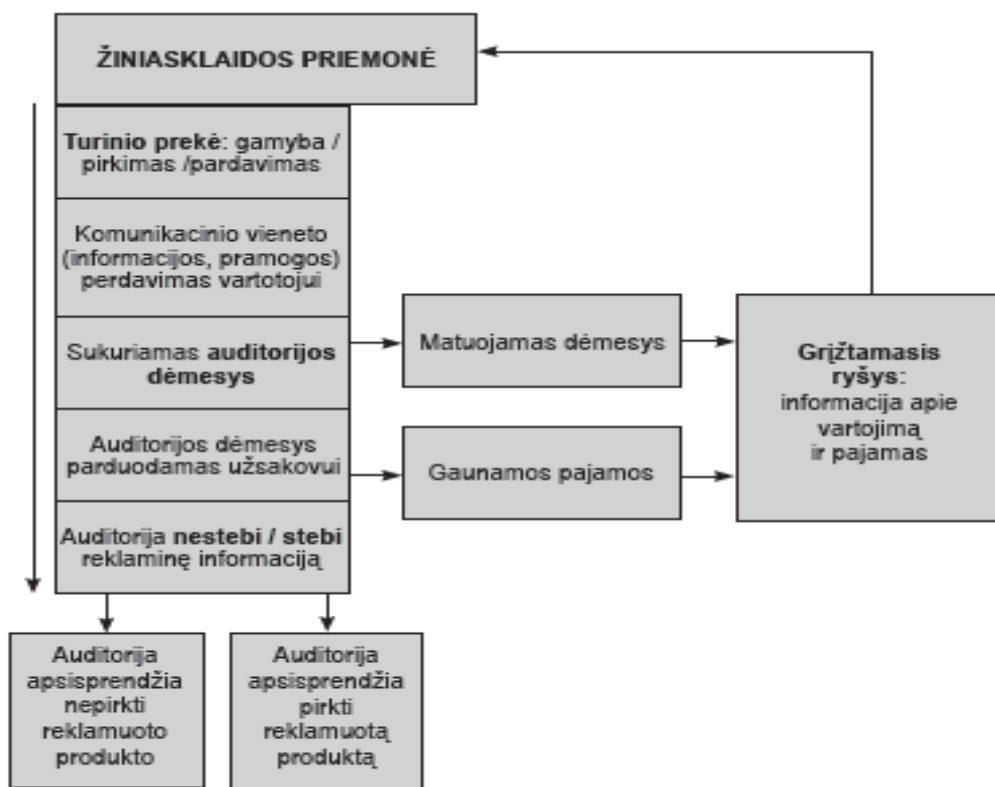 ŽINIASKLAIDOS PRIEMONĖ
Turinio prekė: gamyba /
pirkimas /pardavimas
Komunikacinio vieneto
(informacijos, pramogos)
perdavimas vartotojui
Sukuriamas auditorijos
dėmesys
Auditorijos dėmesys
parduodamas užsakovui
Auditorija nestebi / stebi
reklaminę informaciją
Matuojamas dėmesys
Gaunamos pajamos
Grįžtamasis
ryšys:
informacija apie
vartojimą
ir pajamas
Auditorija
apsisprendžia
nepirkti
reklamuoto
produkto
Auditorija
apsisprendžia
pirkti
reklamuotą
produktą